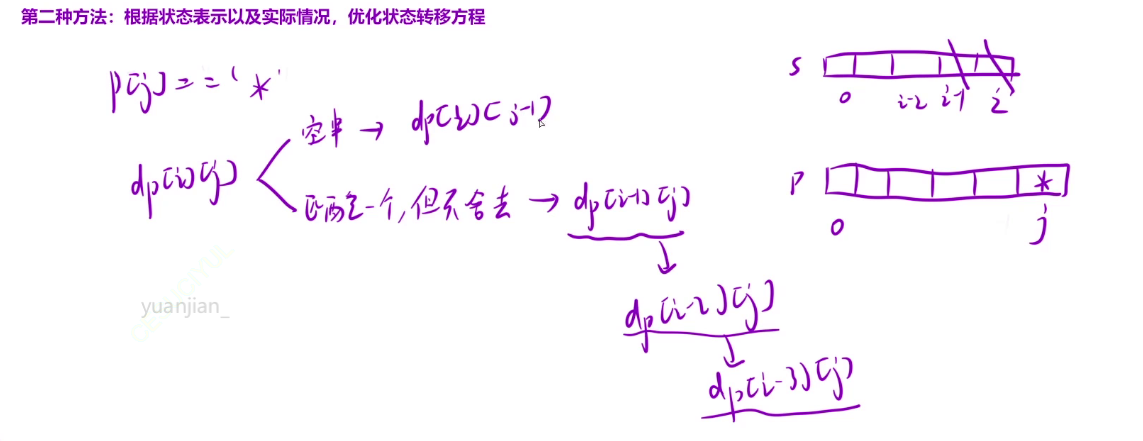 第二种方法：根据状态表示以及实际情况，优化状态转移方程
p[j] == '*'
空串 → dp[i][j-1]
dp[i][j]
匹配一个，但不舍去 → dp[i-1][j]
dp[i-2][j]
dp[i-3][j]
s
0 i-2 i-1 i
p *
0 j
yuanjian_